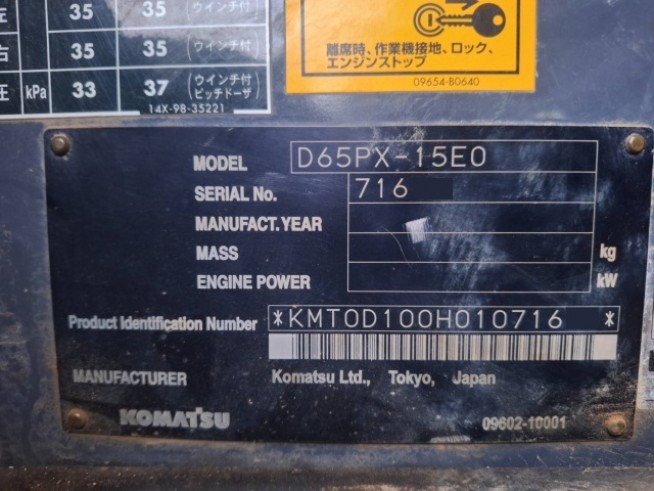 左 35 35 (ウインチ付)
右 35 35 (ウインチ付)
圧 kPa 33 37 (ウインチ付 ピッチドーザ)
14X-98-35221
離席時、作業機接地、ロック、
エンジンストップ
09654-B0640
MODEL D65PX-15E0
SERIAL No. 716
MANUFACT.YEAR
MASS kg
ENGINE POWER kW
Product Identification Number *KMT0D100H010716 *
MANUFACTURER Komatsu Ltd., Tokyo, Japan
KOMATSU 09602-10001